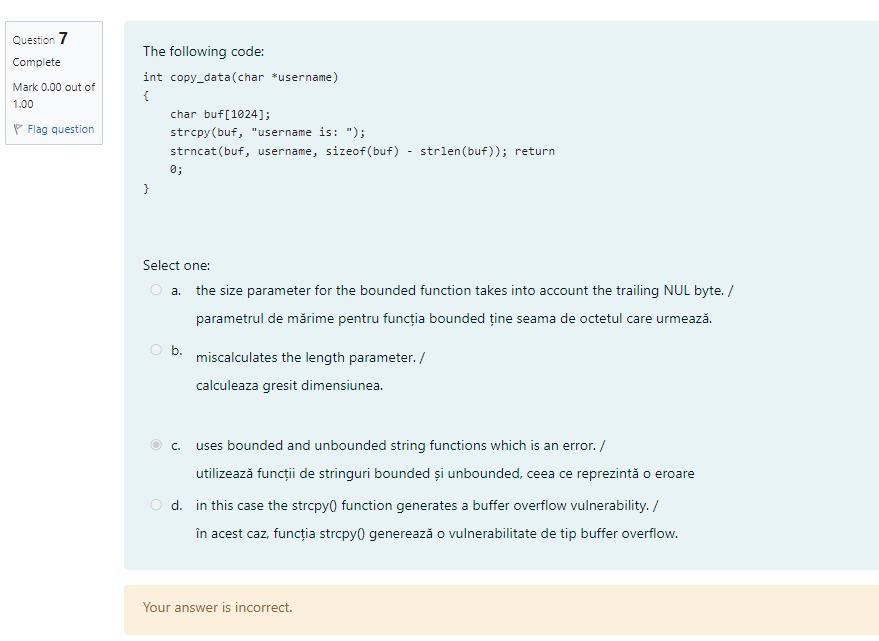 Question 7
Complete
Mark 0.00 out of
1.00
Flag question
The following code:
int copy_data(char *username)
{
char buf[1024];
strcpy(buf, "username is: ");
strncat(buf, username, sizeof(buf) - strlen(buf)); return
0;
}
Select one:
a. the size parameter for the bounded function takes into account the trailing NUL byte. /
parametrul de mărime pentru funcția bounded ține seama de octetul care urmează.
b. miscalculates the length parameter. /
calculeaza gresit dimensiunea.
c. uses bounded and unbounded string functions which is an error. /
utilizează funcții de stringuri bounded și unbounded, ceea ce reprezintă o eroare
d. in this case the strcpy() function generates a buffer overflow vulnerability. /
în acest caz, funcția strcpy() generează o vulnerabilitate de tip buffer overflow.
Your answer is incorrect.